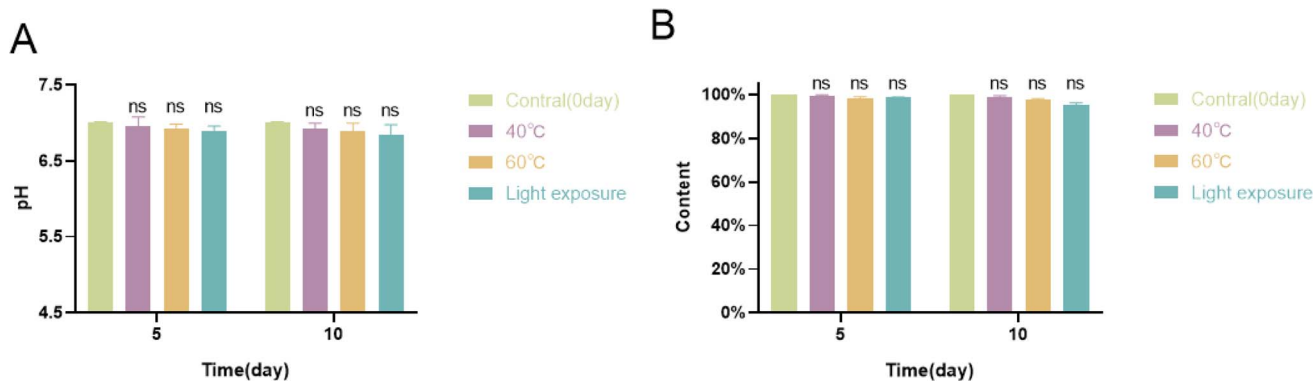 A
7.5
6.5
5.5
4.5
pH
ns ns ns
ns ns ns
5
10
Time(day)
Contral(0day)
40°C
60°C
Light exposure
B
100%
80%
60%
40%
20%
0%
Content
ns ns ns
ns ns ns
5
10
Time(day)
Contral(0day)
40°C
60°C
Light exposure